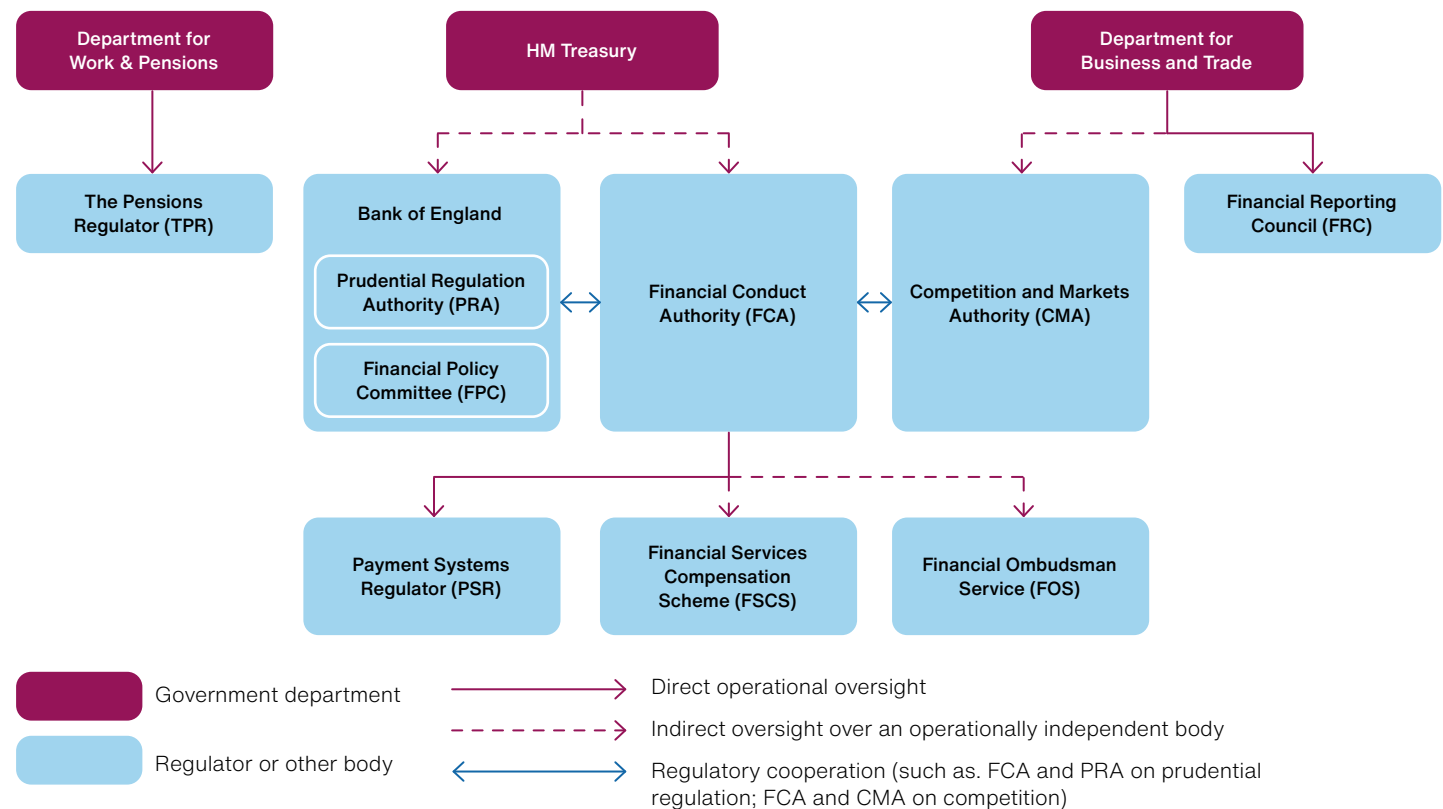 Department for
Work & Pensions
HM Treasury
Department for
Business and Trade
The Pensions
Regulator (TPR)
Bank of England
Prudential Regulation
Authority (PRA)
Financial Policy
Committee (FPC)
Financial Conduct
Authority (FCA)
Competition and Markets
Authority (CMA)
Financial Reporting
Council (FRC)
Payment Systems
Regulator (PSR)
Financial Services
Compensation
Scheme (FSCS)
Financial Ombudsman
Service (FOS)
Government department
Regulator or other body
Direct operational oversight
Indirect oversight over an operationally independent body
Regulatory cooperation (such as. FCA and PRA on prudential
regulation; FCA and CMA on competition)